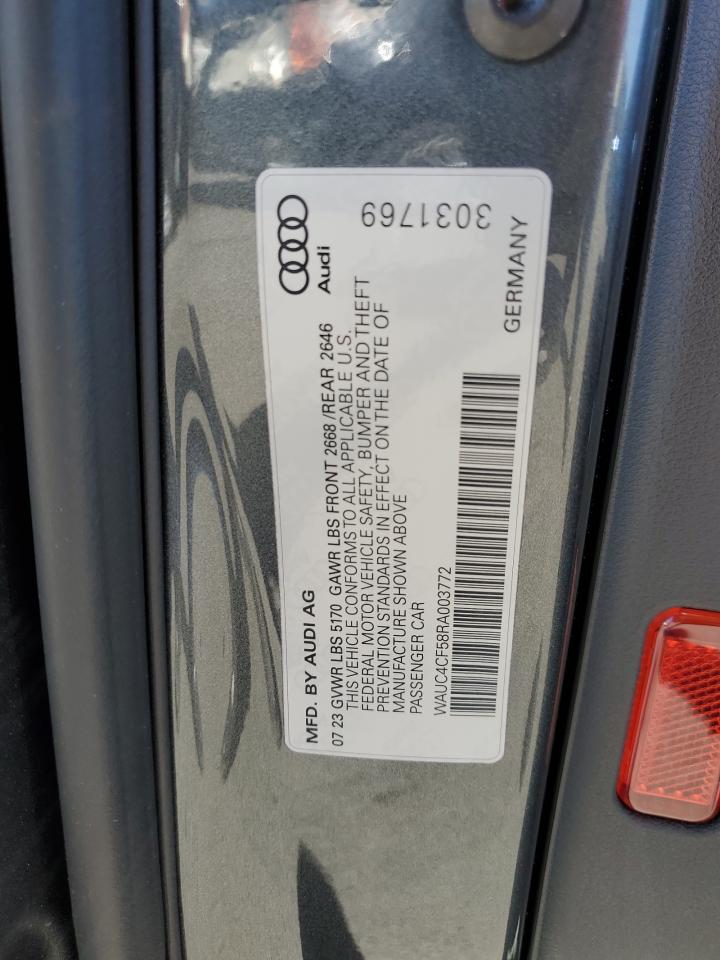 MFD. BY AUDI AG
07 23 GVWR LBS 5170 GAWR LBS FRONT 2668 /REAR 2646
THIS VEHICLE CONFORMS TO ALL APPLICABLE U.S.
FEDERAL MOTOR VEHICLE SAFETY, BUMPER AND THEFT
PREVENTION STANDARDS IN EFFECT ON THE DATE OF
MANUFACTURE SHOWN ABOVE
PASSENGER CAR
WAUC4CF58RA003772
Audi
3031769
GERMANY